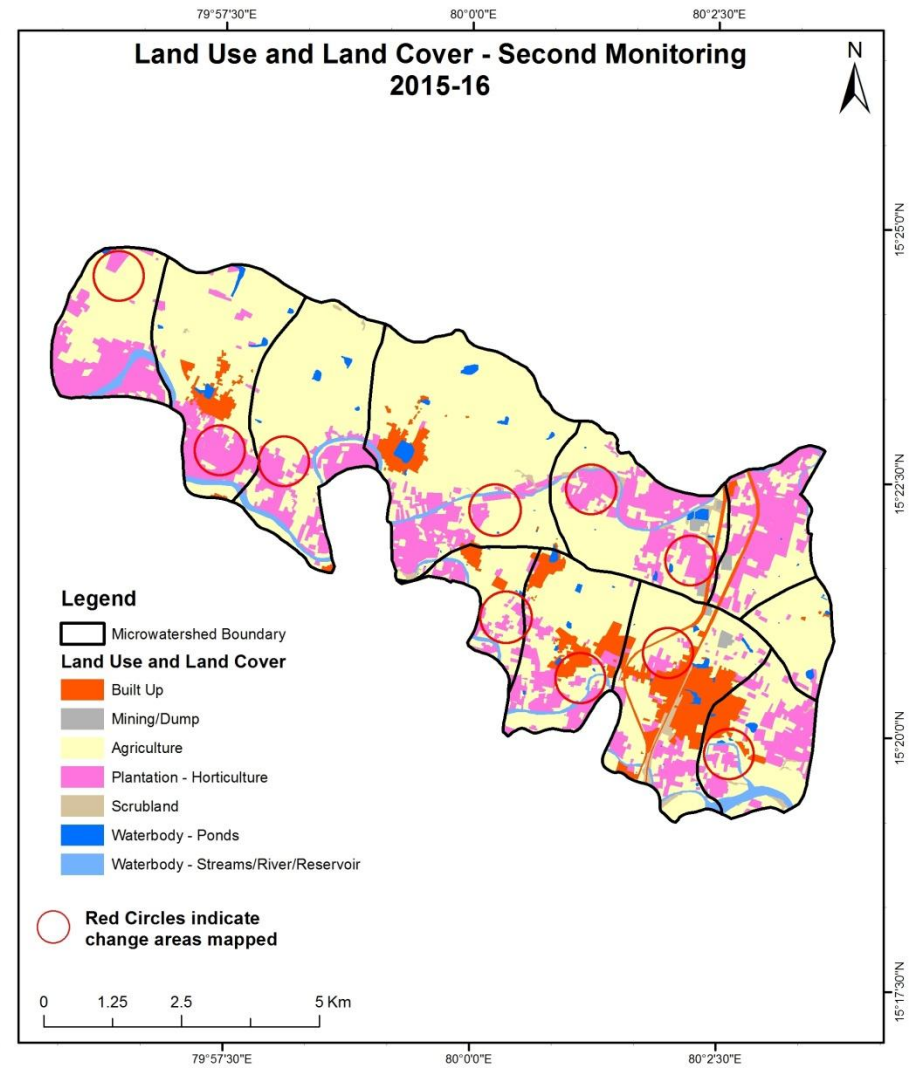 79°57'30"E 80°0'0"E 80°2'30"E
Land Use and Land Cover - Second Monitoring
2015-16
N
15°25'0"N
15°22'30"N
15°20'0"N
15°17'30"N
Legend
Microwatershed Boundary
Land Use and Land Cover
Built Up
Mining/Dump
Agriculture
Plantation - Horticulture
Scrubland
Waterbody - Ponds
Waterbody - Streams/River/Reservoir
Red Circles indicate
change areas mapped
0 1.25 2.5 5 Km
79°57'30"E 80°0'0"E 80°2'30"E